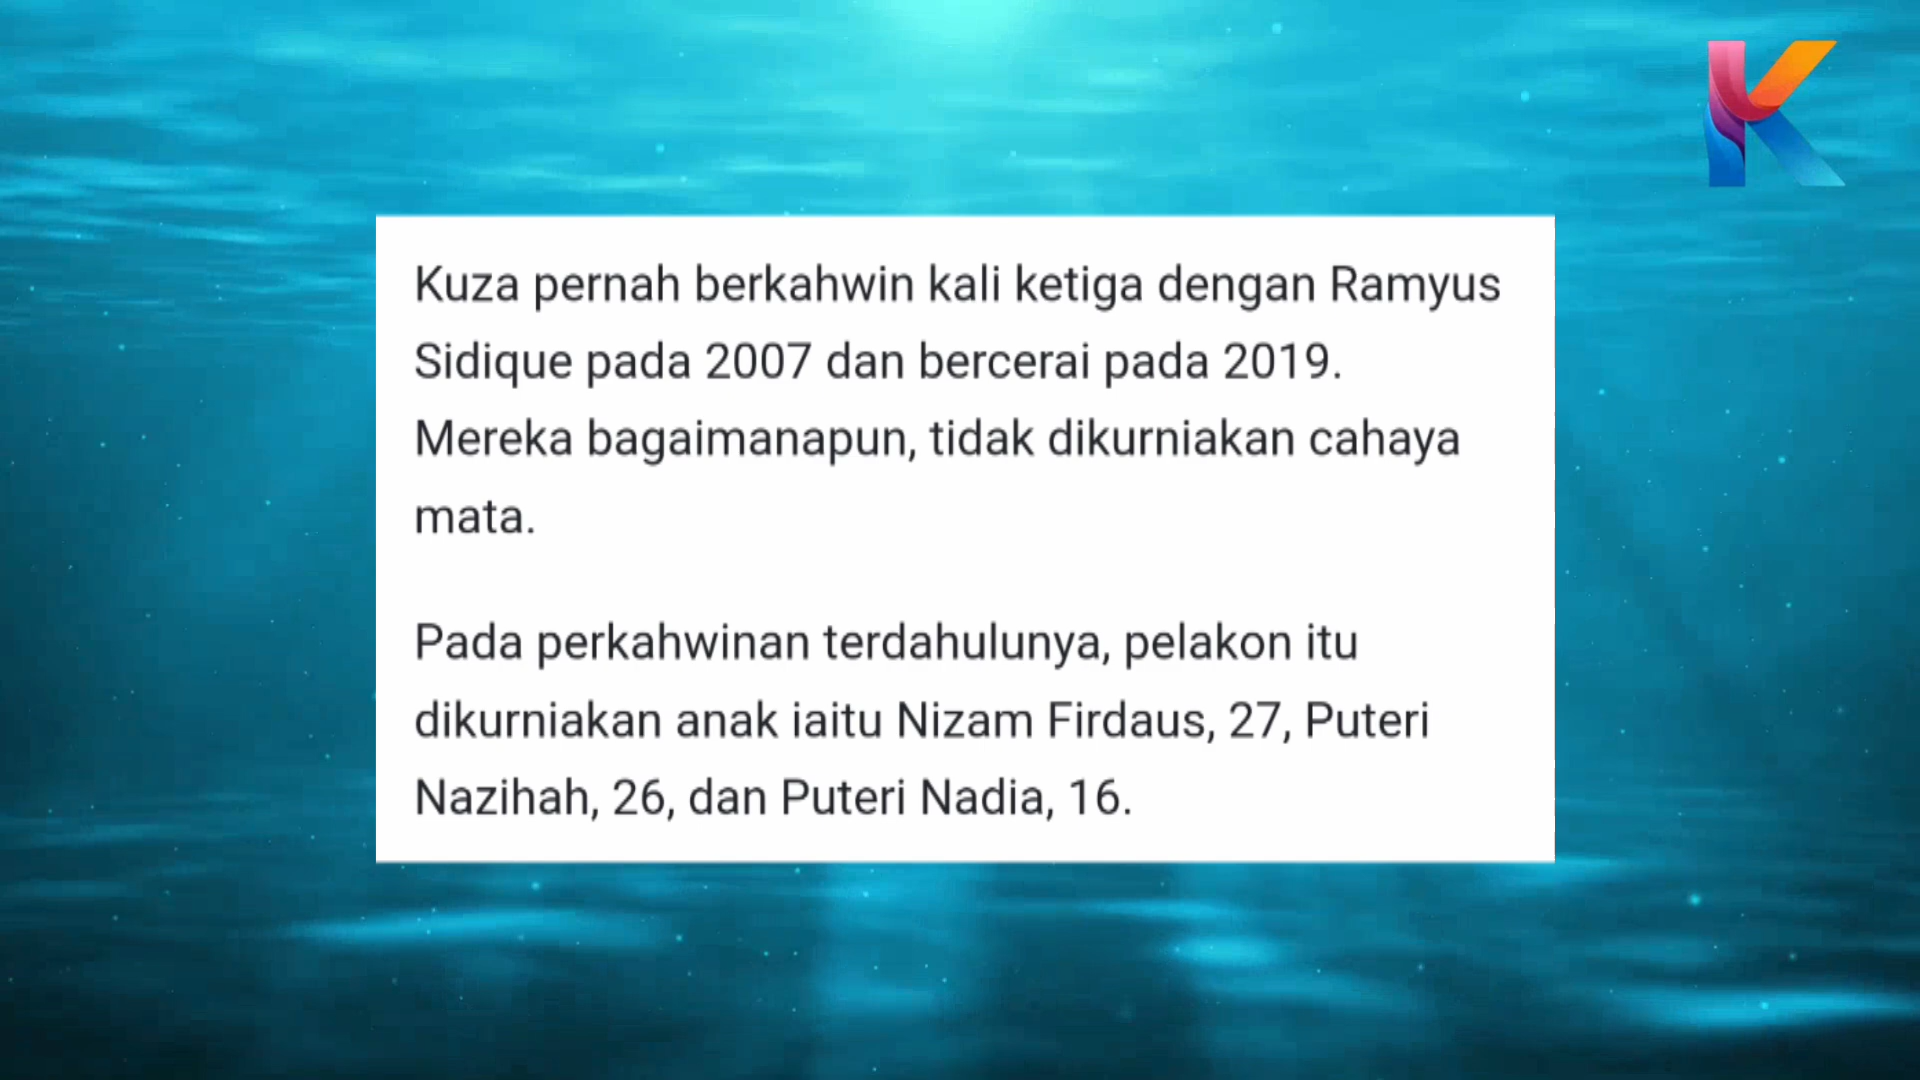 K
Kuza pernah berkahwin kali ketiga dengan Ramyus
Sidique pada 2007 dan bercerai pada 2019.
Mereka bagaimanapun, tidak dikurniakan cahaya
mata.
Pada perkahwinan terdahulunya, pelakon itu
dikurniakan anak iaitu Nizam Firdaus, 27, Puteri
Nazihah, 26, dan Puteri Nadia, 16.